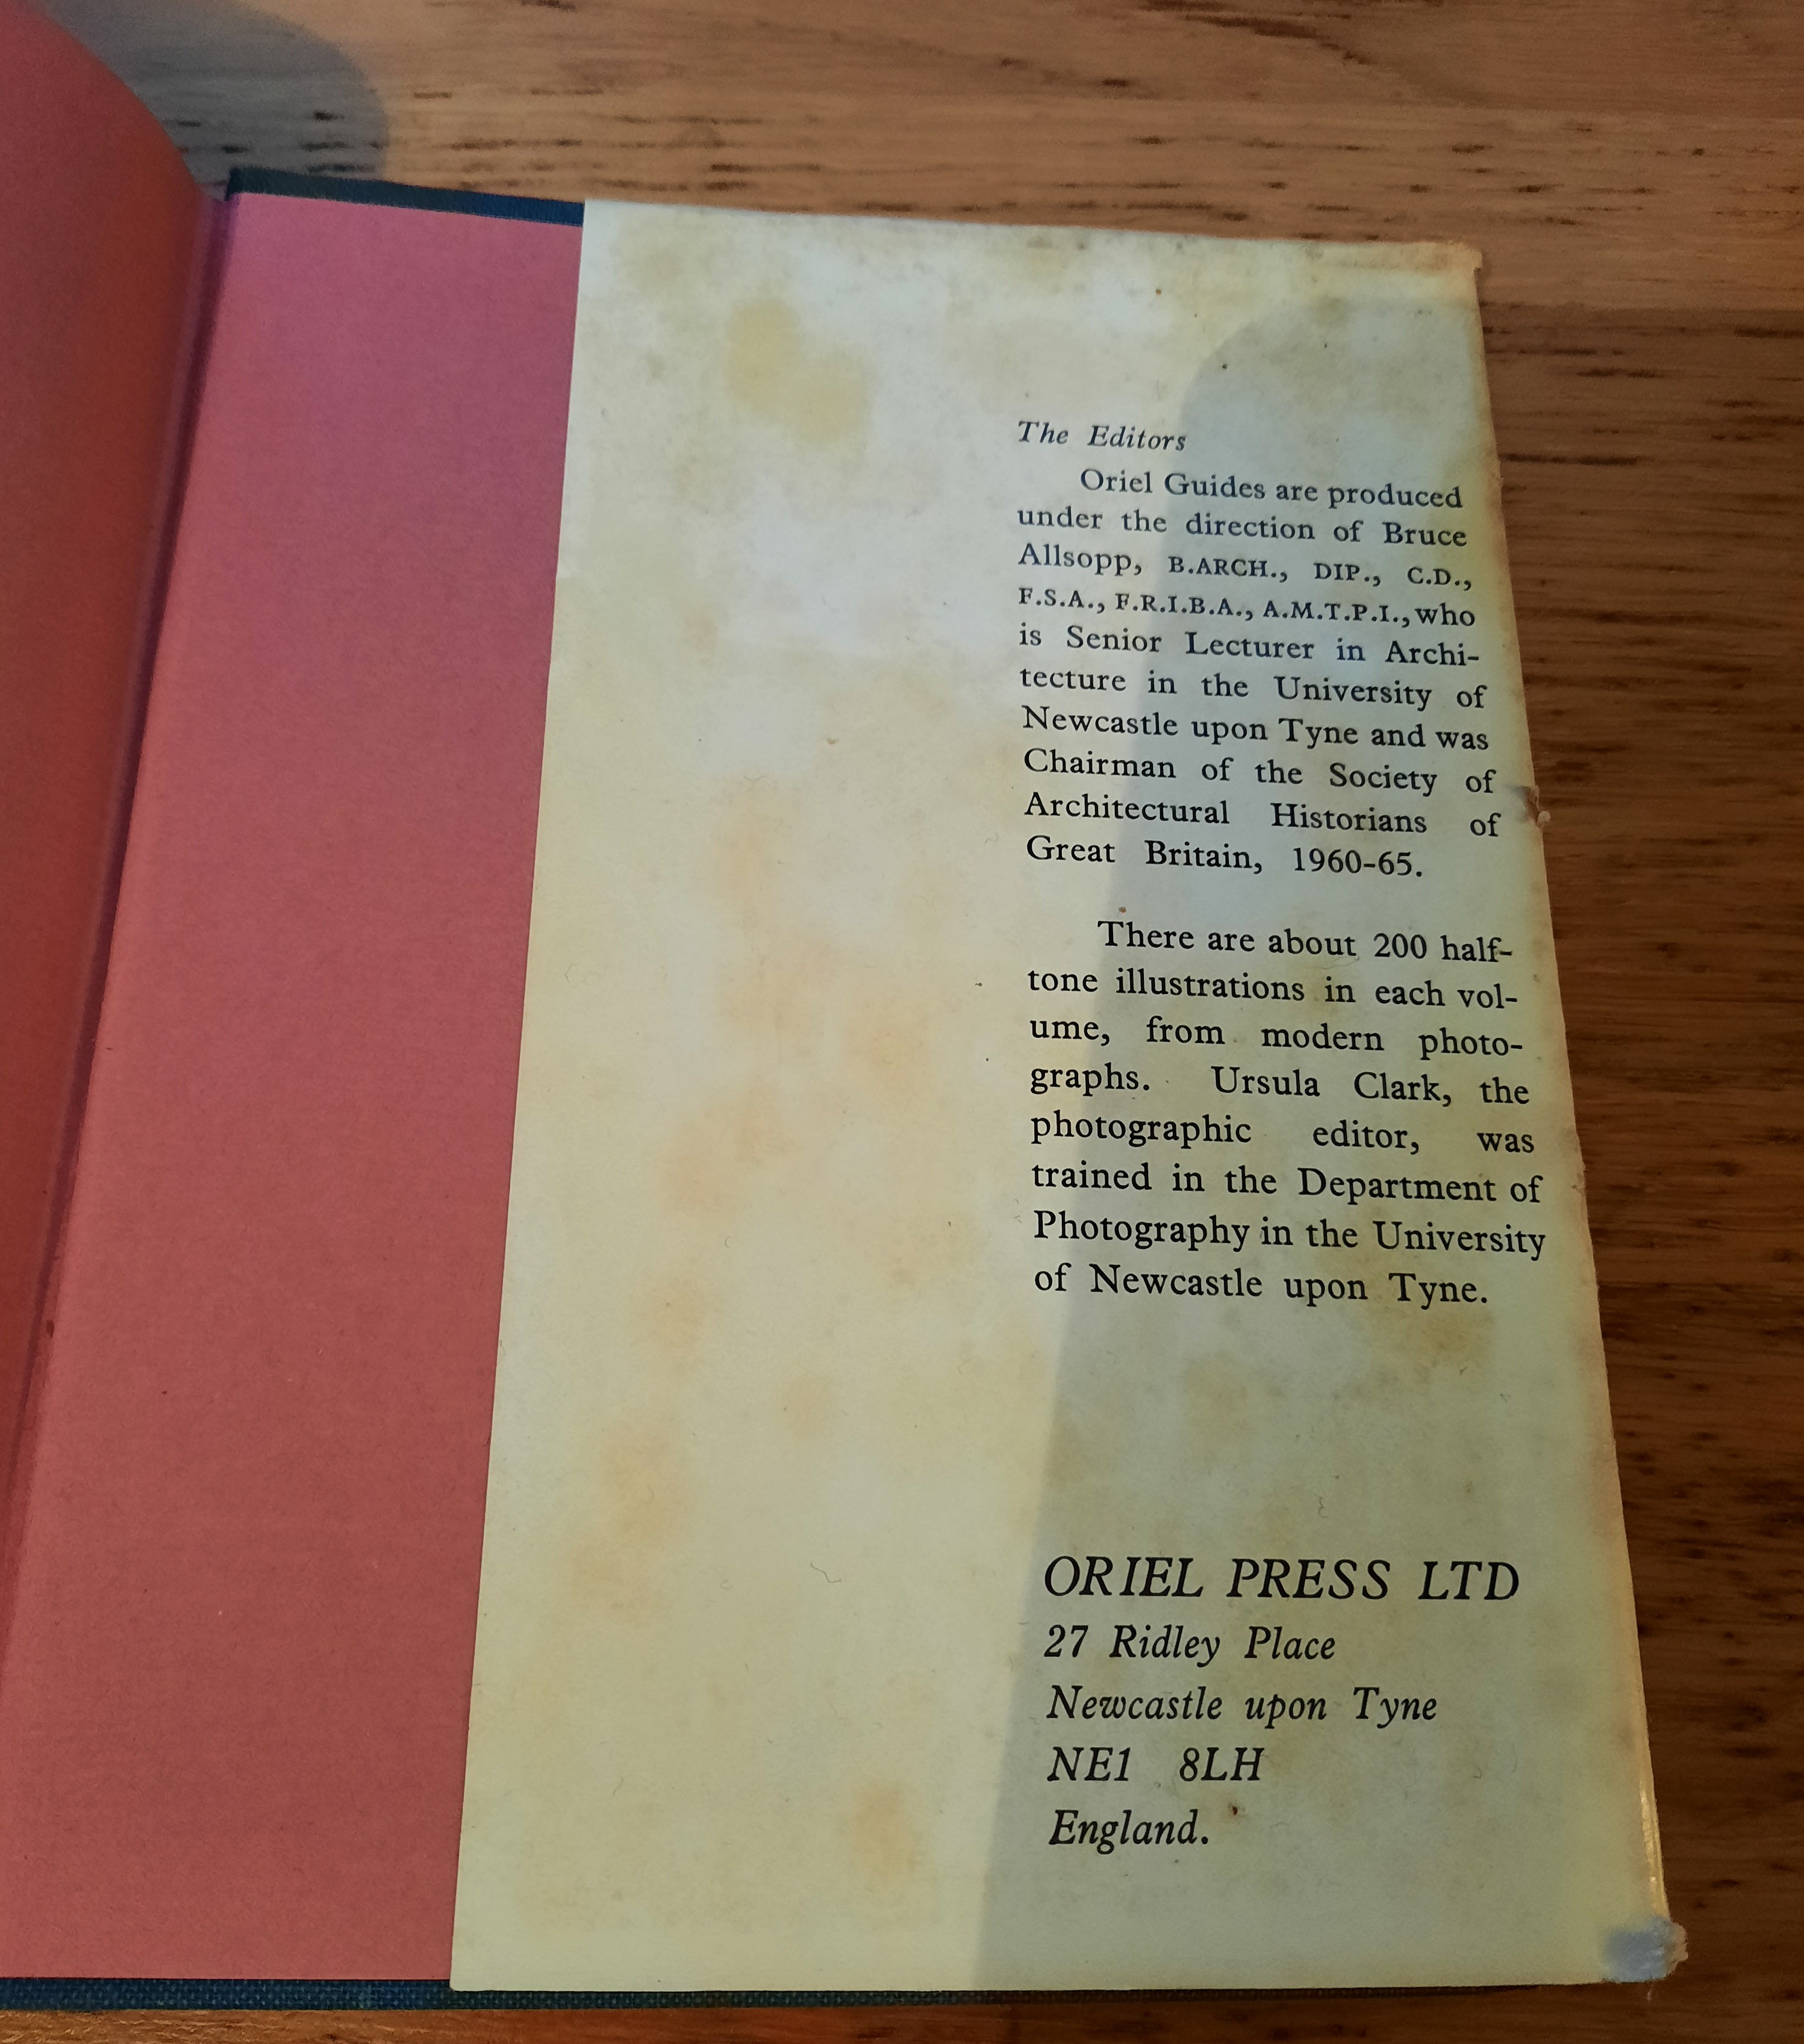 The Editors
Oriel Guides are produced
under the direction of Bruce
Allsopp, B.ARCH., DIP., C.D.,
F.S.A., F.R.I.B.A., A.M.T.P.I., who
is Senior Lecturer in Archi-
tecture in the University of
Newcastle upon Tyne and was
Chairman of the Society of
Architectural Historians of
Great Britain, 1960-65.
There are about 200 half-
tone illustrations in each vol-
ume, from modern photo-
graphs. Ursula Clark, the
photographic editor, was
trained in the Department of
Photography in the University
of Newcastle upon Tyne.
ORIEL PRESS LTD
27 Ridley Place
Newcastle upon Tyne
NE1 8LH
England.